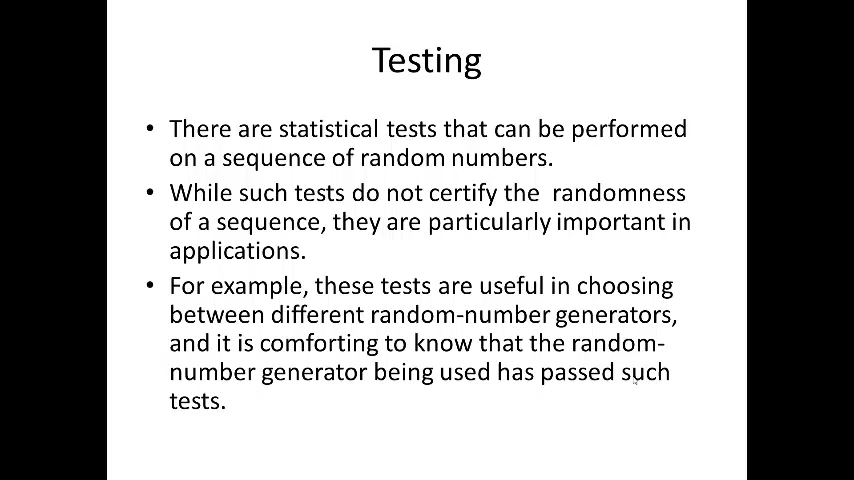 Testing
• There are statistical tests that can be performed
on a sequence of random numbers.
• While such tests do not certify the  randomness
of a sequence, they are particularly important in
applications.
• For example, these tests are useful in choosing
between different random-number generators,
and it is comforting to know that the random-
number generator being used has passed such
tests.